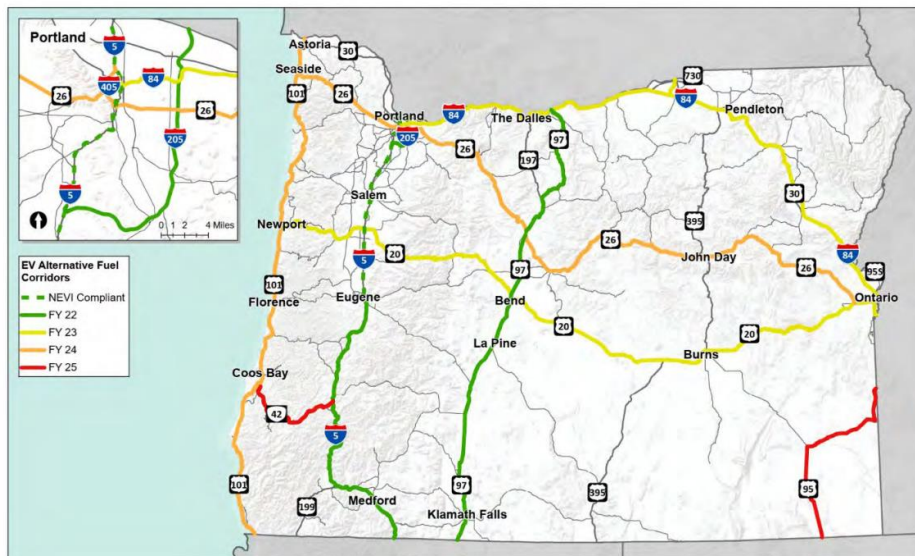 Portland
5
405
84
26
26
205
5
0 1 2 4 Miles
EV Alternative Fuel
Corridors
NEVI Compliant
FY 22
FY 23
FY 24
FY 25
Astoria
30
Seaside
101
26
Portland
205
84
The Dalles
730
84
Pendleton
97
197
26
30
Salem
Newport
20
5
395
26
John Day
26
84
95S
Ontario
101
Florence
Eugene
97
Bend
20
20
Burns
La Pine
Coos Bay
42
5
101
199
Medford
97
Klamath Falls
395
95